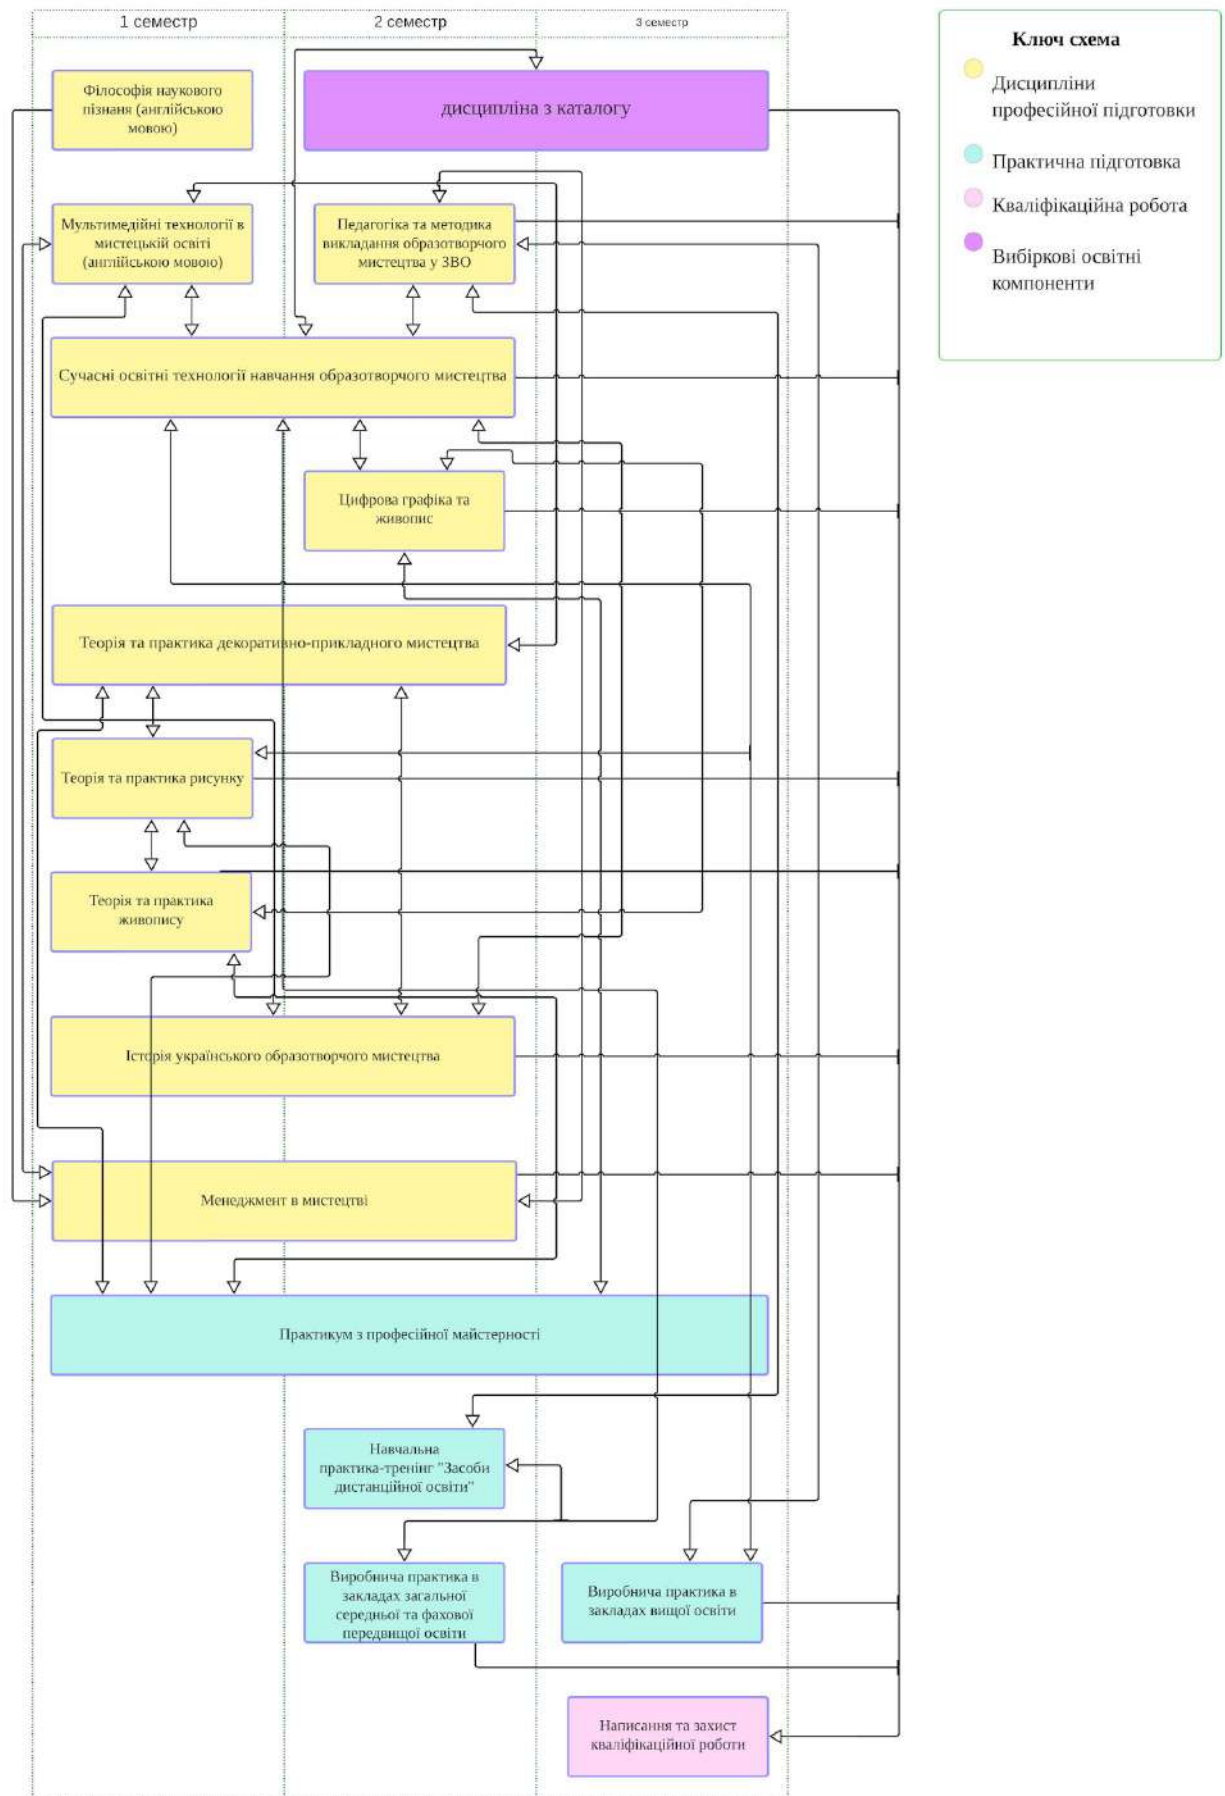 1 семестр
2 семестр
3 семестр
Ключ схема
Дисципліни
професійної підготовки
Практична підготовка
Кваліфікаційна робота
Вибіркові освітні
компоненти
Філософія наукового
пізнаня (англійською
мовою)
дисципліна з каталогу
Мультимедійні технології в
мистецькій освіті
(англійською мовою)
Педагогіка та методика
викладання образотворчого
мистецтва у ЗВО
Сучасні освітні технології навчання образотворчого мистецтва
Цифрова графіка та
живопис
Теорія та практика декоративно-прикладного мистецтва
Теорія та практика рисунку
Теорія та практика
живопису
Історія українського образотворчого мистецтва
Менеджмент в мистецтві
Практикум з професійної майстерності
Навчальна
практика-тренінг "Засоби
дистанційної освіти"
Виробнича практика в
закладах загальної
середньої та фахової
передвищої освіти
Виробнича практика в
закладах вищої освіти
Написання та захист
кваліфікаційної роботи